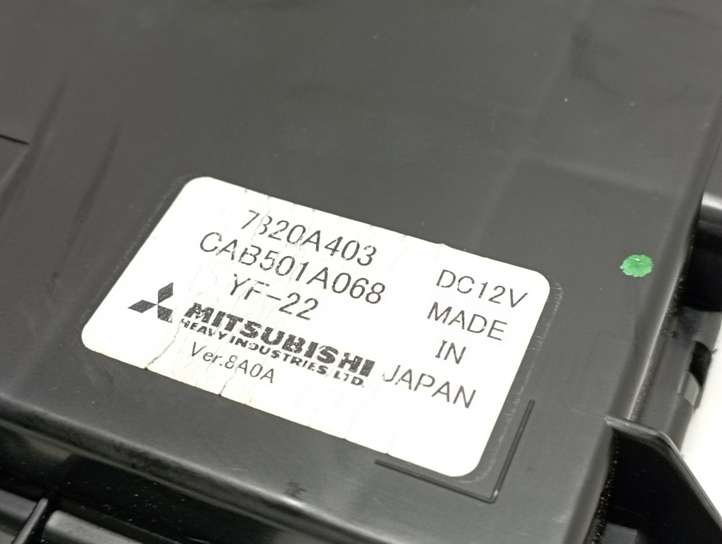 7820A403
CAB501A068
YF-22
MITSUBISHI
HEAVY INDUSTRIES, LTD.
Ver.8A0A
DC12V
MADE
IN
JAPAN